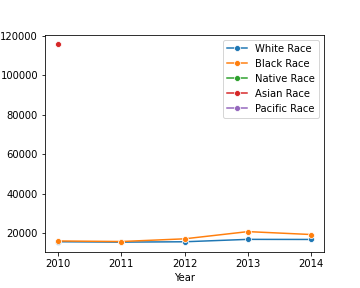 120000
100000
80000
60000
40000
20000
2010 2011 2012 2013 2014
Year
White Race
Black Race
Native Race
Asian Race
Pacific Race